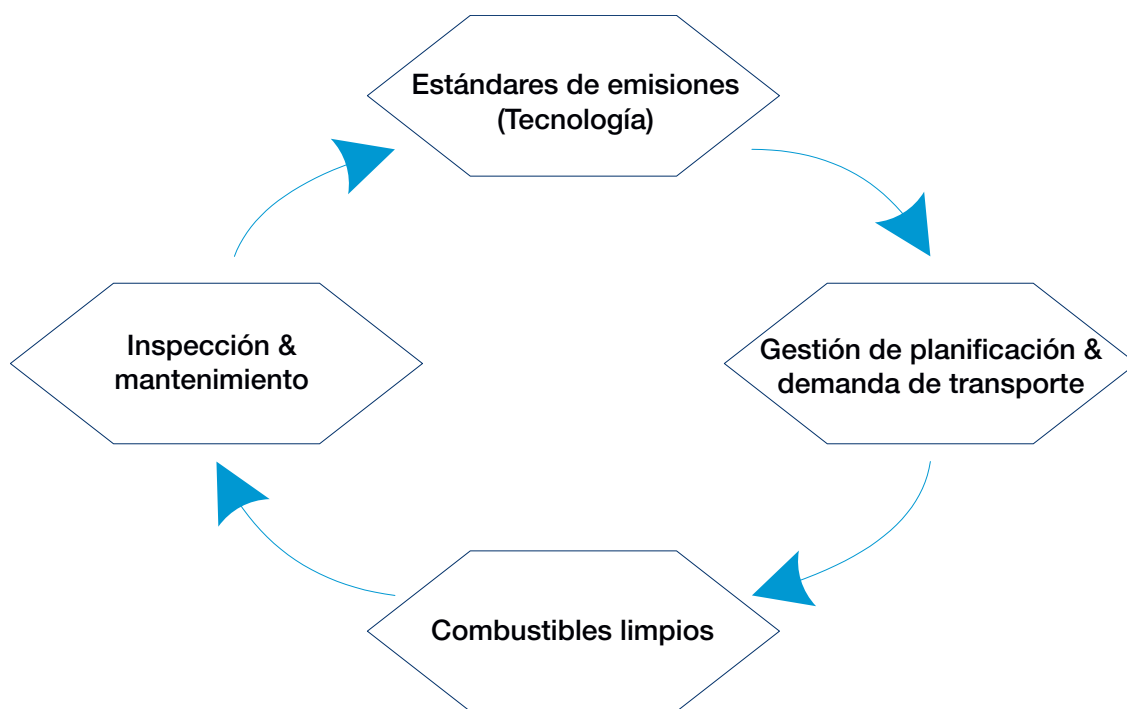 Estándares de emisiones
(Tecnología)
Inspección &
mantenimiento
Gestión de planificación &
demanda de transporte
Combustibles limpios